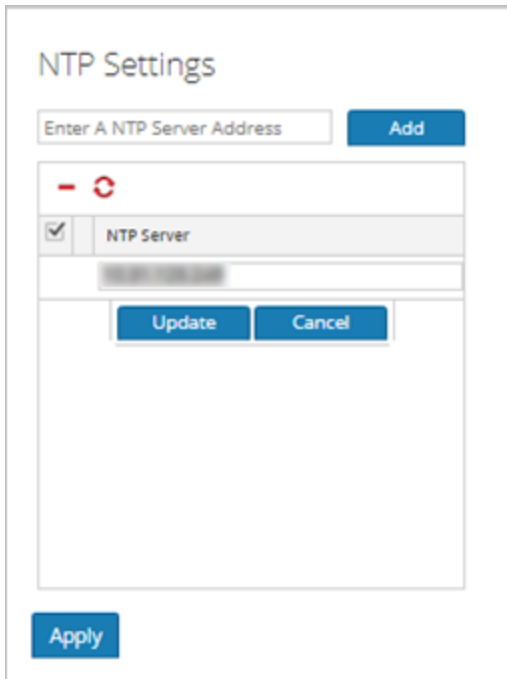 NTP Settings
Enter A NTP Server Address
Add
NTP Server
Update
Cancel
Apply